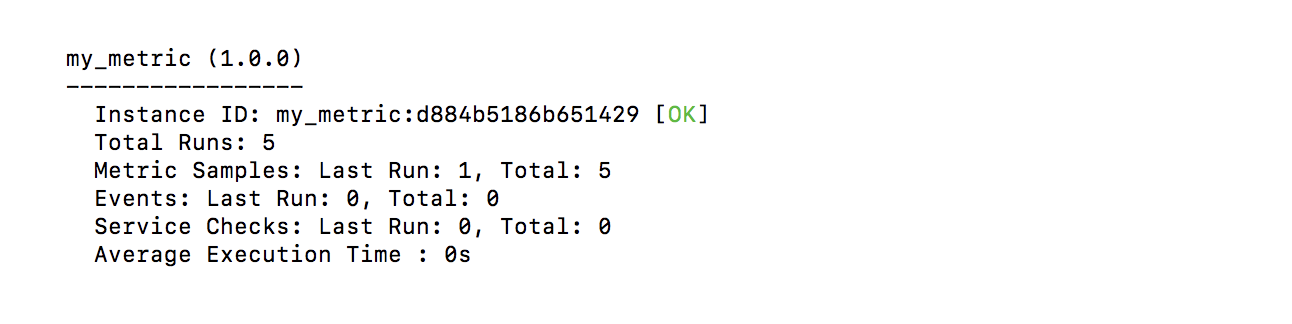 my_metric (1.0.0)
-----------------
Instance ID: my_metric:d884b5186b651429 [OK]
Total Runs: 5
Metric Samples: Last Run: 1, Total: 5
Events: Last Run: 0, Total: 0
Service Checks: Last Run: 0, Total: 0
Average Execution Time : 0s